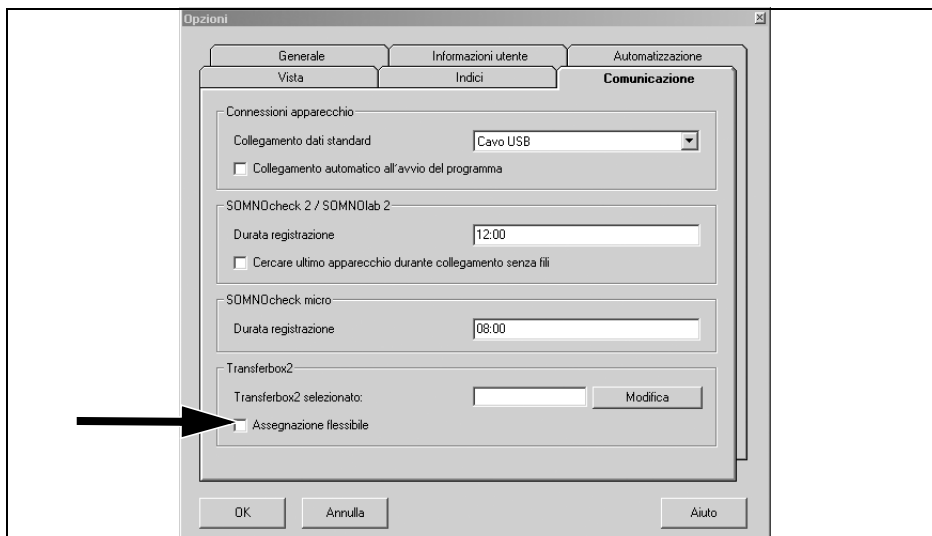 Opzioni
Generale
Informazioni utente
Automatizzazione
Vista
Indici
Comunicazione
Connessioni apparecchio
Collegamento dati standard
Cavo USB
Collegamento automatico all'avvio del programma
SOMNOcheck 2 / SOMNOlab 2
Durata registrazione
12:00
Cercare ultimo apparecchio durante collegamento senza fili
SOMNOcheck micro
Durata registrazione
08:00
Transferbox2
Transferbox2 selezionato:
Modifica
Assegnazione flessibile
OK
Annulla
Aiuto